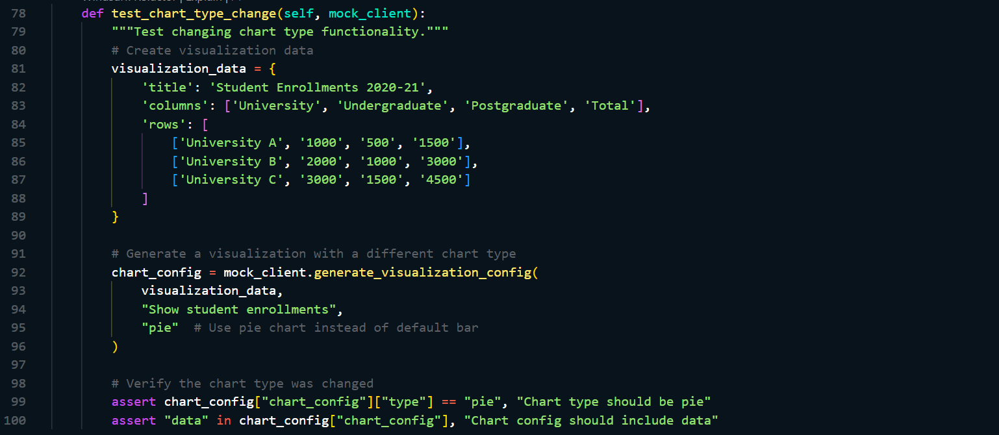 78 def test_chart_type_change(self, mock_client):
79 """Test changing chart type functionality."""
80 # Create visualization data
81 visualization_data = {
82 'title': 'Student Enrollments 2020-21',
83 'columns': ['University', 'Undergraduate', 'Postgraduate', 'Total'],
84 'rows': [
85 ['University A', '1000', '500', '1500'],
86 ['University B', '2000', '1000', '3000'],
87 ['University C', '3000', '1500', '4500']
88 ]
89 }
90
91 # Generate a visualization with a different chart type
92 chart_config = mock_client.generate_visualization_config(
93 visualization_data,
94 "Show student enrollments",
95 "pie"  # Use pie chart instead of default bar
96 )
97
98 # Verify the chart type was changed
99 assert chart_config["chart_config"]["type"] == "pie", "Chart type should be pie"
100 assert "data" in chart_config["chart_config"], "Chart config should include data"